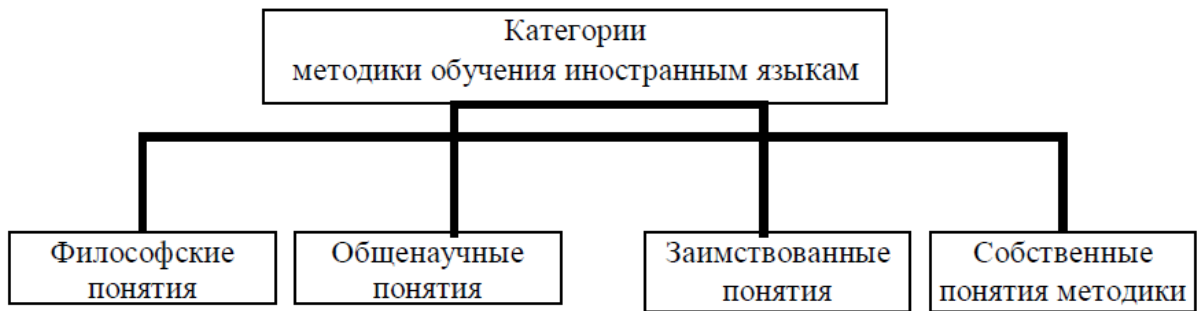 Категории
методики обучения иностранным языкам
Философские
понятия
Общенаучные
понятия
Заимствованные
понятия
Собственные
понятия методики